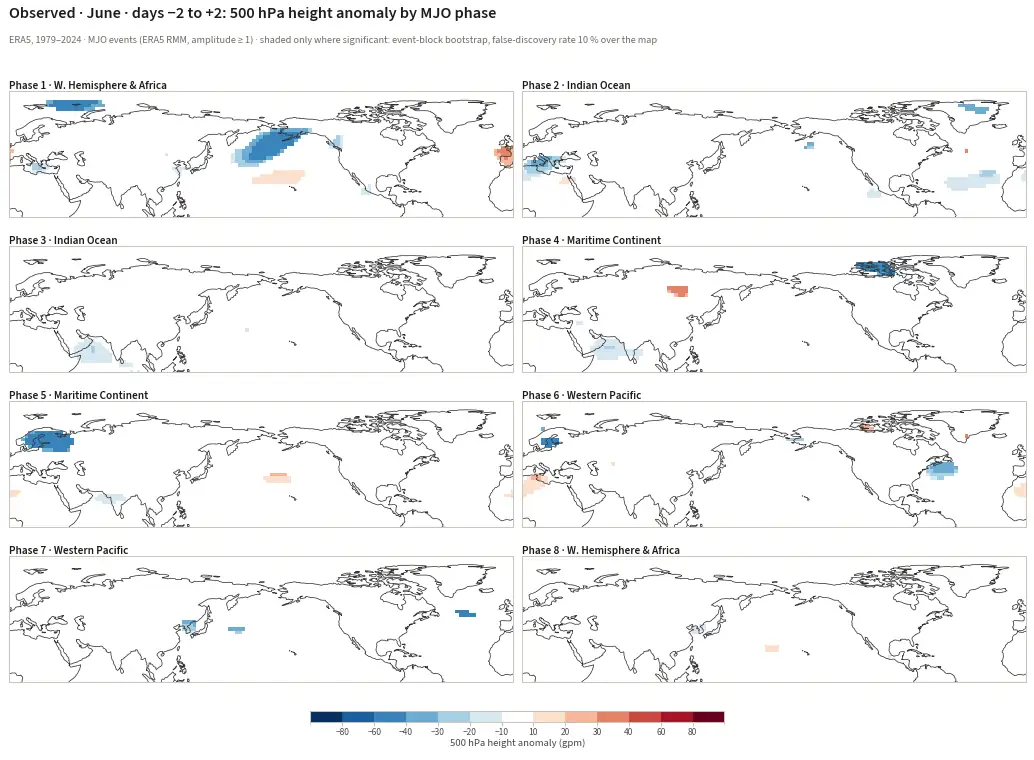 Observed · June · days −2 to +2: 500 hPa height anomaly by MJO phase
ERA5, 1979–2024 · MJO events (ERA5 RMM, amplitude ≥ 1) · shaded only where significant: event-block bootstrap, false-discovery rate 10 % over the map
Phase 1 · W. Hemisphere & Africa
Phase 2 · Indian Ocean
Phase 3 · Indian Ocean
Phase 4 · Maritime Continent
Phase 5 · Maritime Continent
Phase 6 · Western Pacific
Phase 7 · Western Pacific
Phase 8 · W. Hemisphere & Africa
−80 −60 −40 −30 −20 −10 10 20 30 40 60 80
500 hPa height anomaly (gpm)